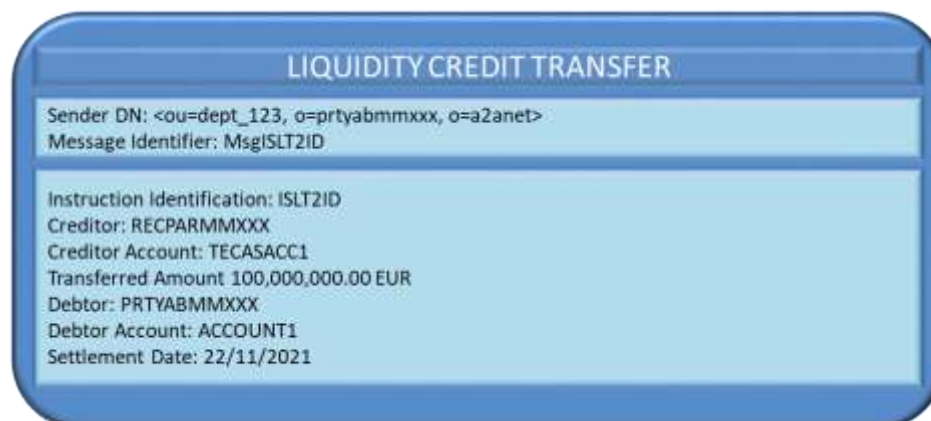 LIQUIDITY CREDIT TRANSFER
Sender DN: <ou=dept_123, o=prtyabmmxxx, o=a2anet>
Message Identifier: MsgISLT2ID
Instruction Identification: ISLT2ID
Creditor: RECPARMMXXX
Creditor Account: TECASACC1
Transferred Amount 100,000,000.00 EUR
Debtor: PRTYABMMXXX
Debtor Account: ACCOUNT1
Settlement Date: 22/11/2021